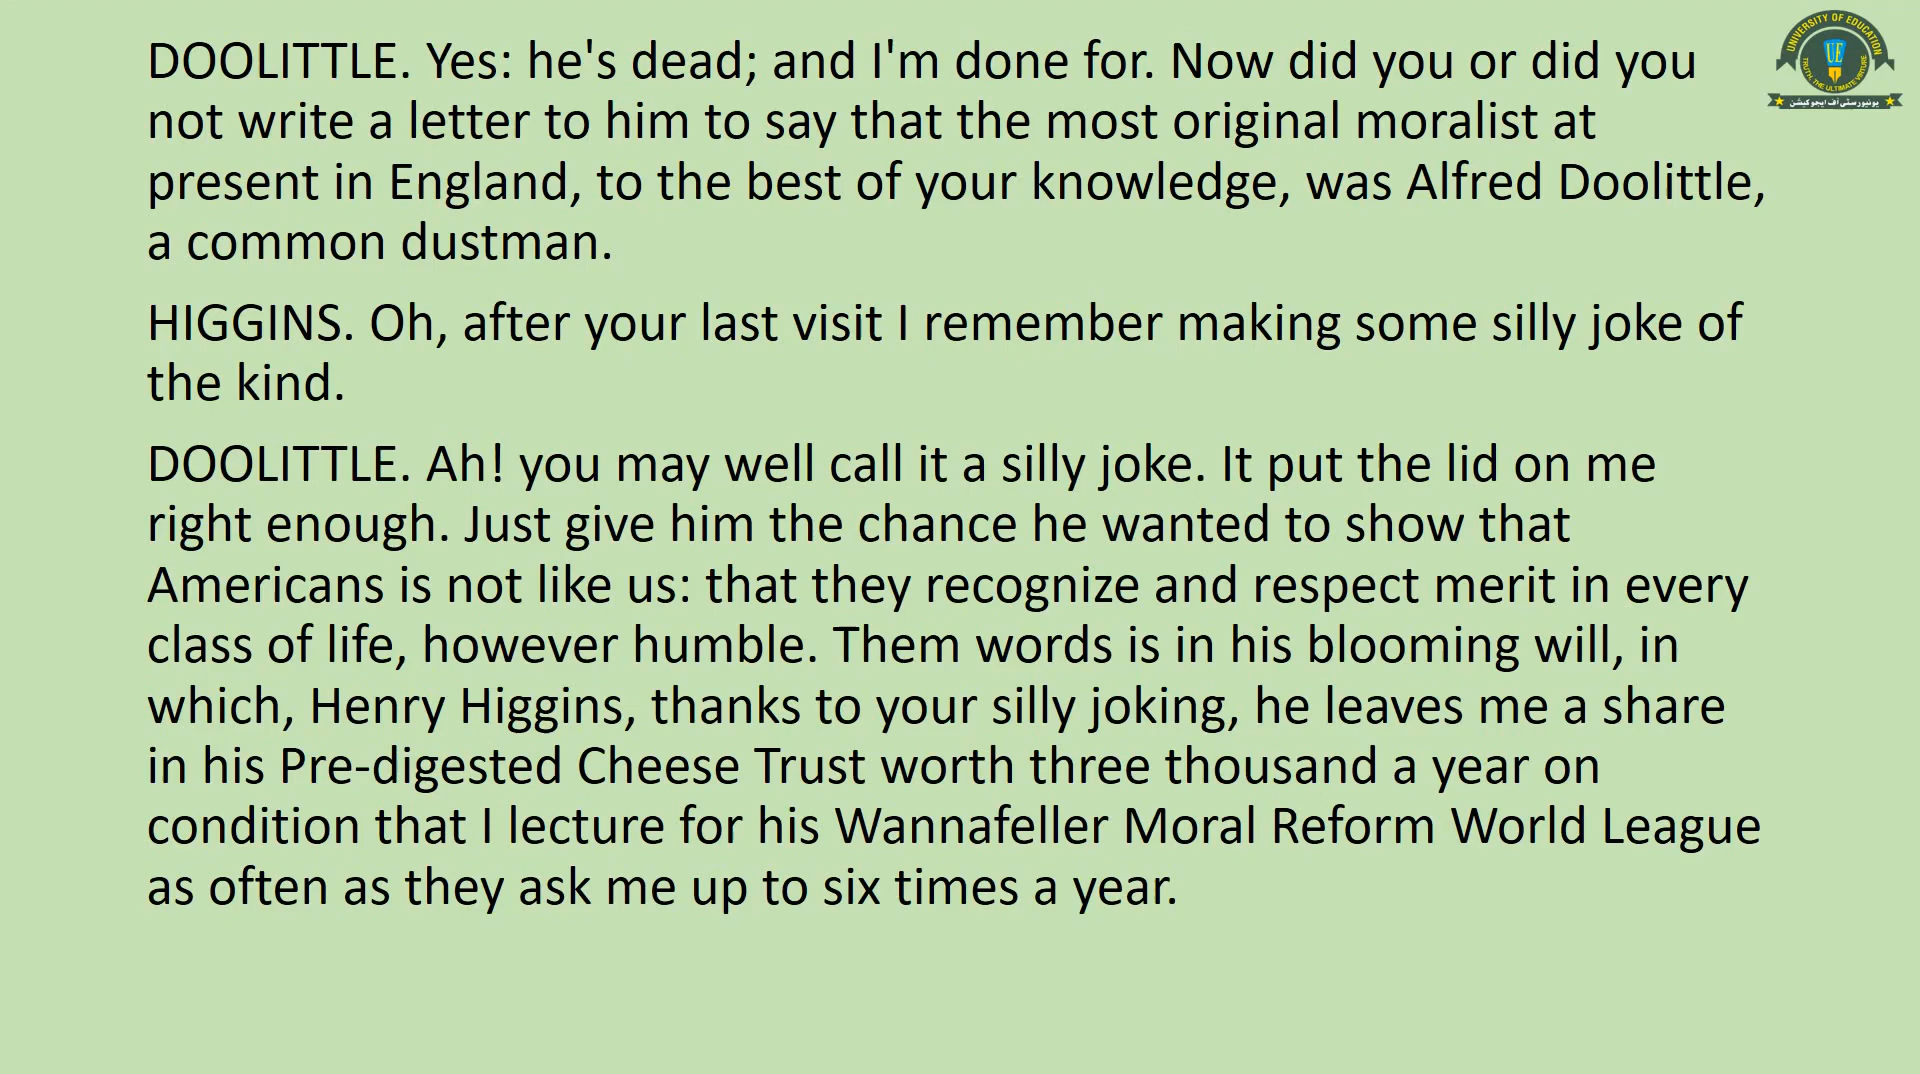 DOOLITTLE. Yes: he's dead; and I'm done for. Now did you or did you
not write a letter to him to say that the most original moralist at
present in England, to the best of your knowledge, was Alfred Doolittle,
a common dustman.
HIGGINS. Oh, after your last visit I remember making some silly joke of
the kind.
DOOLITTLE. Ah! you may well call it a silly joke. It put the lid on me
right enough. Just give him the chance he wanted to show that
Americans is not like us: that they recognize and respect merit in every
class of life, however humble. Them words is in his blooming will, in
which, Henry Higgins, thanks to your silly joking, he leaves me a share
in his Pre-digested Cheese Trust worth three thousand a year on
condition that I lecture for his Wannafeller Moral Reform World League
as often as they ask me up to six times a year.
UNIVERSITY OF EDUCATION
UE
TRUTH, THE ULTIMATE VIRTUE
یونیورسٹی آف ایجوکیشن